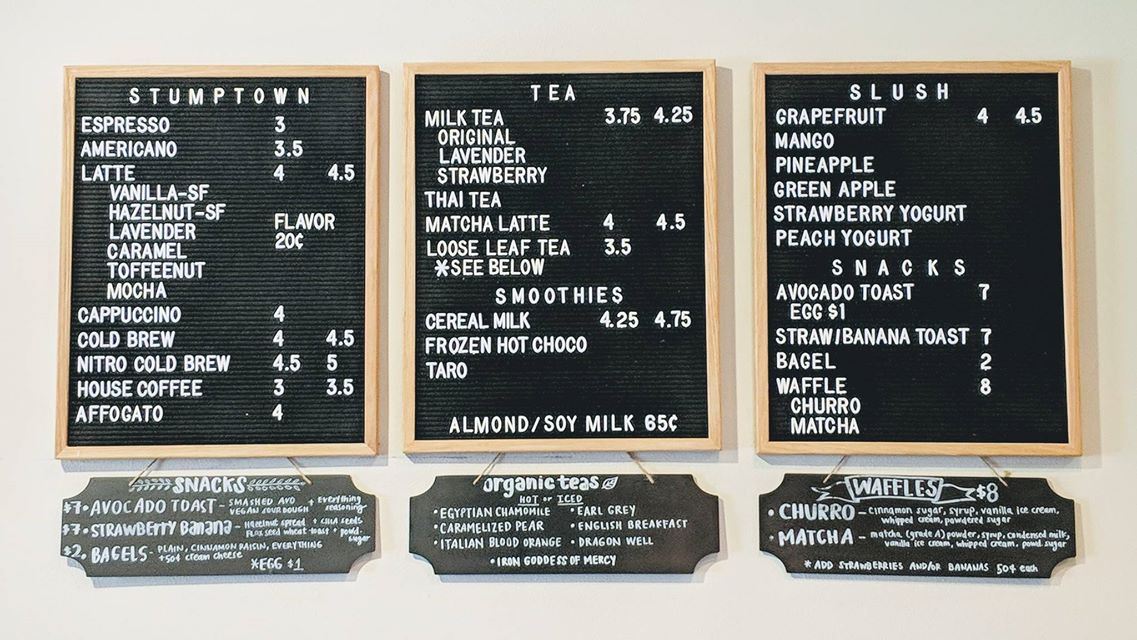 STUMPTOWN
ESPRESSO 3
AMERICANO 3.5
LATTE 4 4.5
VANILLA-SF
HAZELNUT-SF
LAVENDER FLAVOR
CARAMEL 20¢
TOFFEENUT
MOCHA
CAPPUCCINO 4
COLD BREW 4 4.5
NITRO COLD BREW 4.5 5
HOUSE COFFEE 3 3.5
AFFOGATO 4
TEA
MILK TEA 3.75 4.25
ORIGINAL
LAVENDER
STRAWBERRY
THAI TEA
MATCHA LATTE 4 4.5
LOOSE LEAF TEA 3.5
*SEE BELOW
SMOOTHIES
CEREAL MILK 4.25 4.75
FROZEN HOT CHOCO
TARO
ALMOND/SOY MILK 65¢
SLUSH
GRAPEFRUIT 4 4.5
MANGO
PINEAPPLE
GREEN APPLE
STRAWBERRY YOGURT
PEACH YOGURT
SNACKS
AVOCADO TOAST 7
EGG $1
STRAW/BANANA TOAST 7
BAGEL 2
WAFFLE 8
CHURRO
MATCHA
SNACKS
$7 • AVOCADO TOAST - SMASHED AVO + everything
VEGAN SOURDOUGH seasoning
$7 • STRAWBERRY Banana - Hazelnut spread + CHIA SEEDS
Flax seed wheat toast + powd. sugar
$2 • BAGELS - PLAIN, CINNAMON RAISIN, EVERYTHING
+50¢ cream cheese
*EGG $1
organic teas
HOT or ICED
• EGYPTIAN CHAMOMILE • EARL GREY
• CARAMELIZED PEAR • ENGLISH BREAKFAST
• ITALIAN BLOOD ORANGE • DRAGON WELL
• IRON GODDESS OF MERCY
WAFFLES $8
• CHURRO - cinnamon sugar, syrup, vanilla ice cream,
whipped cream, powdered sugar
• MATCHA - matcha (grade A) powder, syrup, condensed milk,
vanilla ice cream, whipped cream, powd. sugar
* ADD STRAWBERRIES AND/OR BANANAS 50¢ each